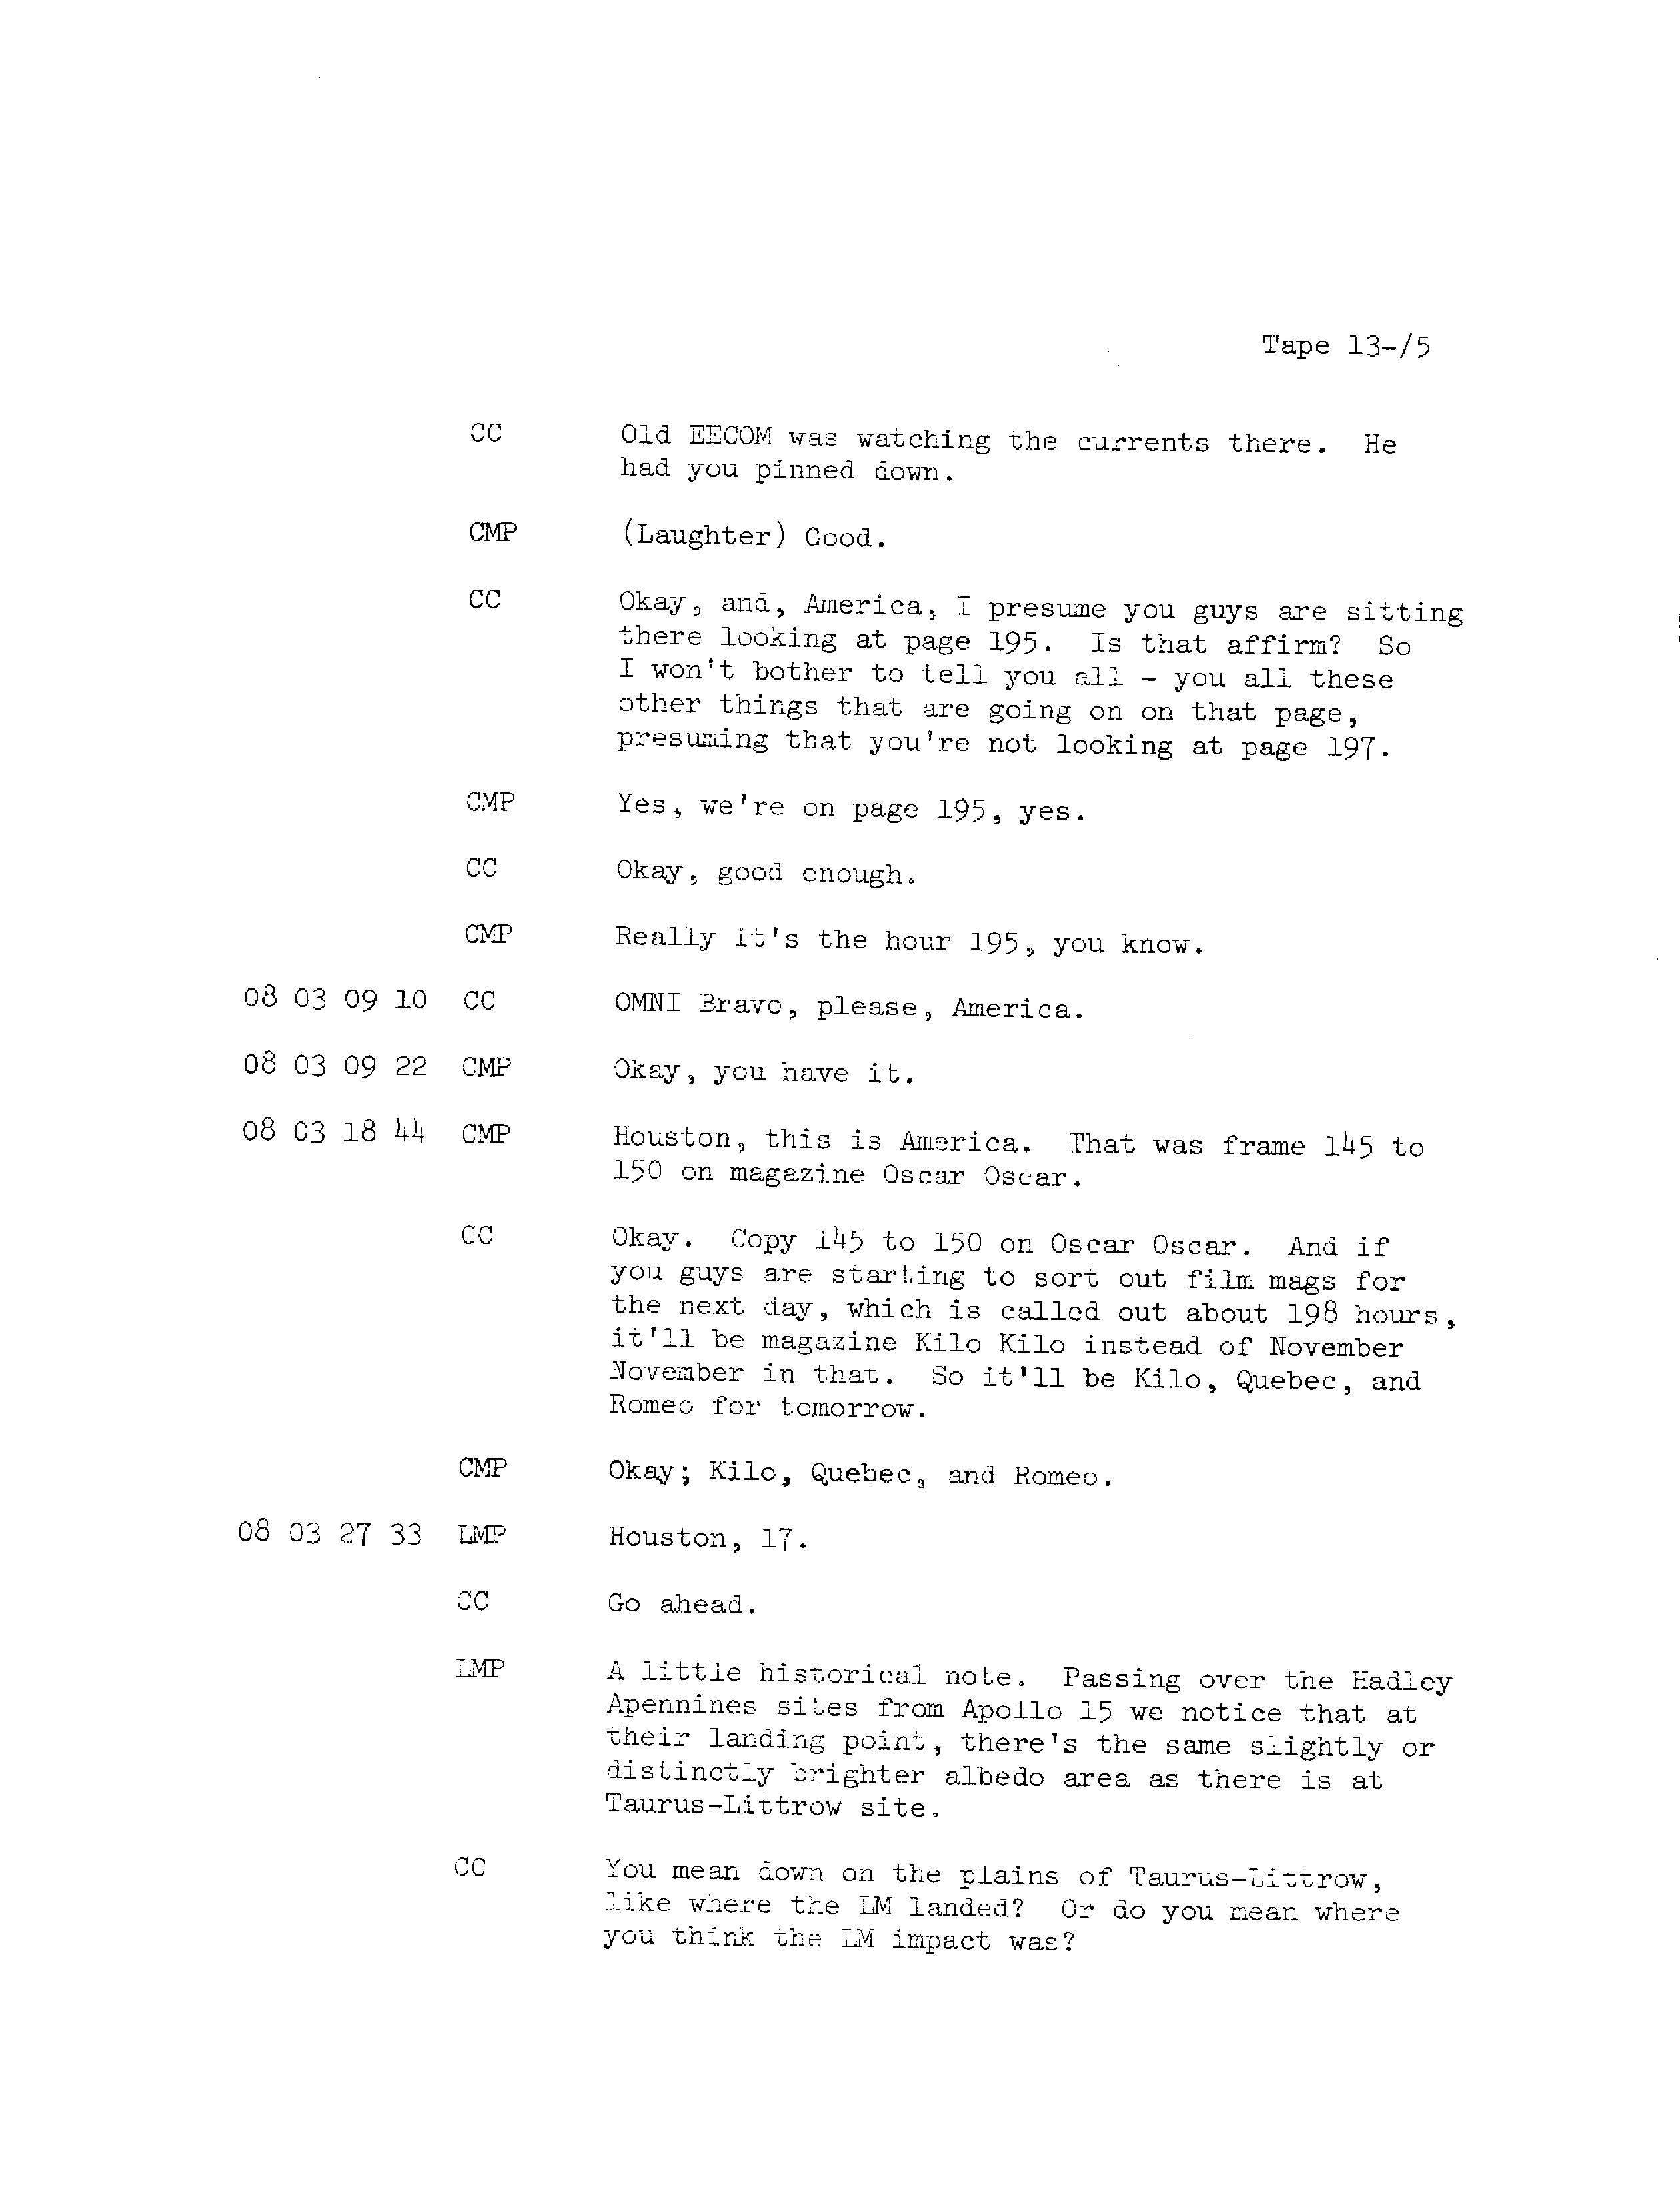 Tape 13-/5
CC Old EECOM was watching the currents there. He
had you pinned down.
CMP (Laughter) Good.
CC Okay, and, America, I presume you guys are sitting
there looking at page 195. Is that affirm? So
I won't bother to tell you all - you all these
other things that are going on on that page,
presuming that you're not looking at page 197.
CMP Yes, we're on page 195, yes.
CC Okay, good enough.
CMP Really it's the hour 195, you know.
08 03 09 10 CC OMNI Bravo, please, America.
08 03 09 22 CMP Okay, you have it.
08 03 18 44 CMP Houston, this is America. That was frame 145 to
150 on magazine Oscar Oscar.
CC Okay. Copy 145 to 150 on Oscar Oscar. And if
you guys are starting to sort out film mags for
the next day, which is called out about 198 hours,
it'll be magazine Kilo Kilo instead of November
November in that. So it'll be Kilo, Quebec, and
Romeo for tomorrow.
CMP Okay; Kilo, Quebec, and Romeo.
08 03 27 33 LMP Houston, 17.
CC Go ahead.
LMP A little historical note. Passing over the Hadley
Apennines sites from Apollo 15 we notice that at
their landing point, there's the same slightly or
distinctly brighter albedo area as there is at
Taurus-Littrow site.
CC You mean down on the plains of Taurus-Littrow,
like where the LM landed? Or do you mean where
you think the LM impact was?